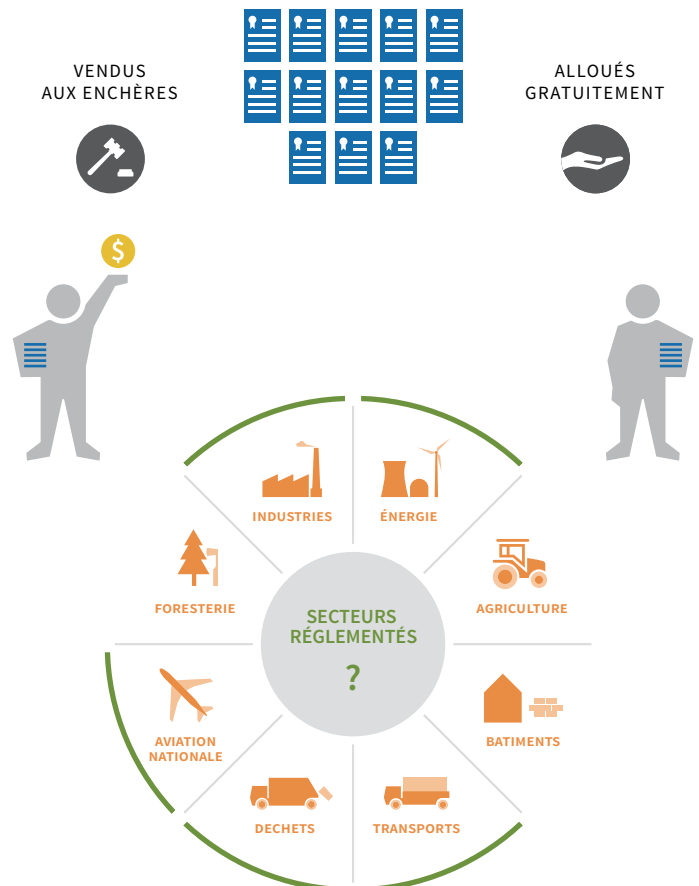 VENDUS
AUX ENCHÈRES
ALLOUÉS
GRATUITEMENT
$
INDUSTRIES
ÉNERGIE
FORESTERIE
AGRICULTURE
SECTEURS
RÉGLEMENTÉS
?
AVIATION
NATIONALE
BATIMENTS
DECHETS
TRANSPORTS